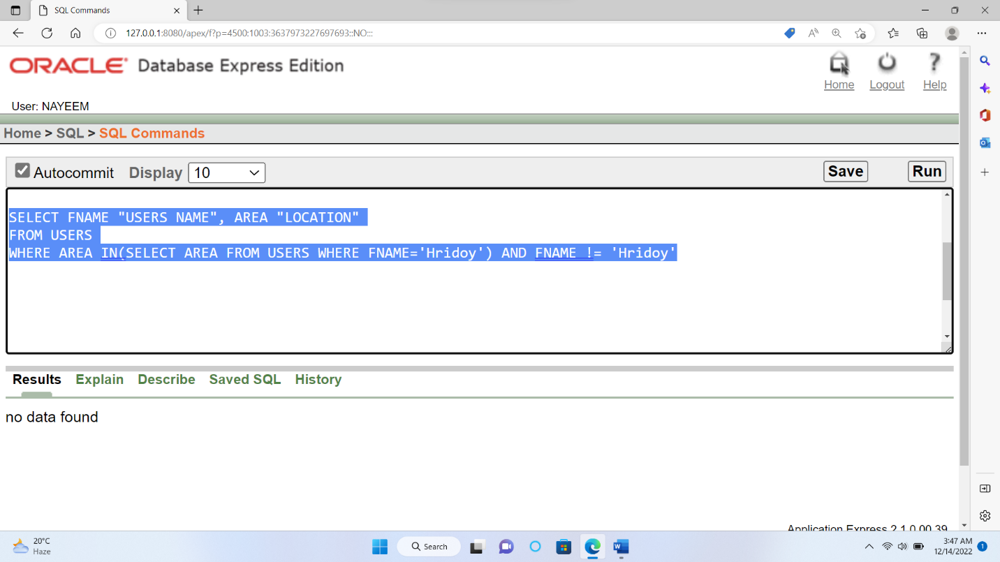 SQL Commands
127.0.0.1:8080/apex/f?p=4500:1003:3637973227697693::NO:::
ORACLE Database Express Edition
Home Logout Help
User: NAYEEM
Home > SQL > SQL Commands
Autocommit Display 10 Save Run
SELECT FNAME "USERS NAME", AREA "LOCATION"
FROM USERS
WHERE AREA IN(SELECT AREA FROM USERS WHERE FNAME='Hridoy') AND FNAME != 'Hridoy'
Results Explain Describe Saved SQL History
no data found
Application Express 2.1.0.00.39
20°C
Haze
Search
3:47 AM
12/14/2022
1